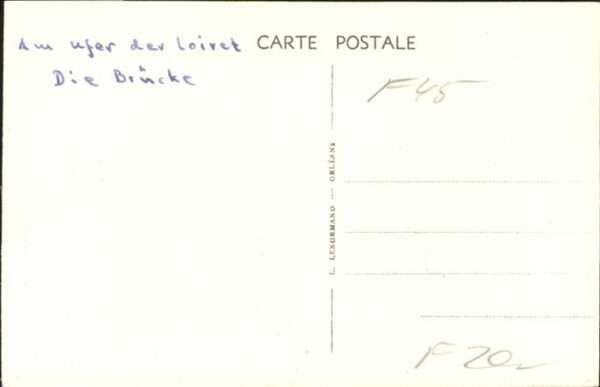 Am Ufer der Loiret
Die Brücke
CARTE POSTALE
F45
L. LENORMAND — ORLÉANS
F20